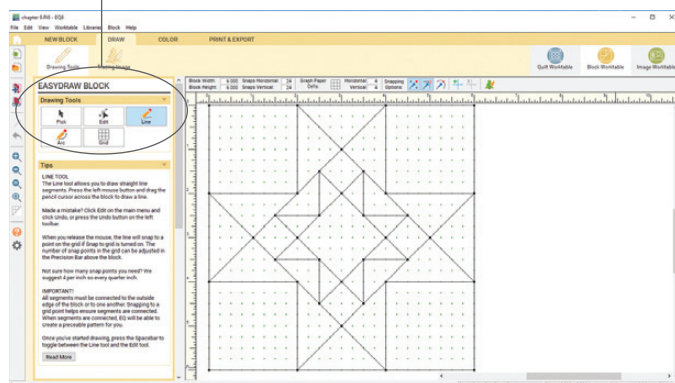 chapter 5.PJ5 - EQ8
File Edit View Worktable Libraries Block Help
NEW BLOCK DRAW COLOR PRINT & EXPORT
Drawing Tools Tracing Image Quilt Worktable Block Worktable Image Worktable
Block Width: 6.000 Snaps Horizontal: 24 Graph Paper Cells: Horizontal: 4 Snapping Options:
Block Height: 6.000 Snaps Vertical: 24 Vertical: 4
EASYDRAW BLOCK
Drawing Tools
Pick Edit Line
Arc Grid
Tips
LINE TOOL
The Line tool allows you to draw straight line
segments. Press the left mouse button and drag the
pencil cursor across the block to draw a line.
Made a mistake? Click Edit on the main menu and
click Undo, or press the Undo button on the left
toolbar.
When you release the mouse, the line will snap to a
point on the grid if Snap to grid is turned on. The
number of snap points in the grid can be adjusted in
the Precision Bar above the block.
Not sure how many snap points you need? We
suggest 4 per inch so every quarter inch.
IMPORTANT!
All segments must be connected to the outside
edge of the block or to one another. Snapping to a
grid point helps ensure segments are connected.
When segments are connected, EQ will be able to
create a pieceable pattern for you.
Once you've started drawing, press the Spacebar to
toggle between the Line tool and the Edit tool.
Read More